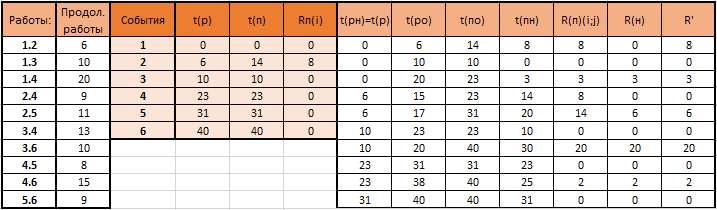 Работы: Продол. работы События t(р) t(п) Rп(i) t(рн)=t(р) t(ро) t(по) t(пн) R(п)(i;j) R(н) R'
1.2 6 1 0 0 0 0 6 14 8 8 0 8
1.3 10 2 6 14 8 0 10 10 0 0 0 0
1.4 20 3 10 10 0 0 20 23 3 3 3 3
2.4 9 4 23 23 0 6 15 23 14 8 0 0
2.5 11 5 31 31 0 6 17 31 20 14 6 6
3.4 13 6 40 40 0 10 23 23 10 0 0 0
3.6 10 10 20 40 30 20 20 20
4.5 8 23 31 31 23 0 0 0
4.6 15 23 38 40 25 2 2 2
5.6 9 31 40 40 31 0 0 0